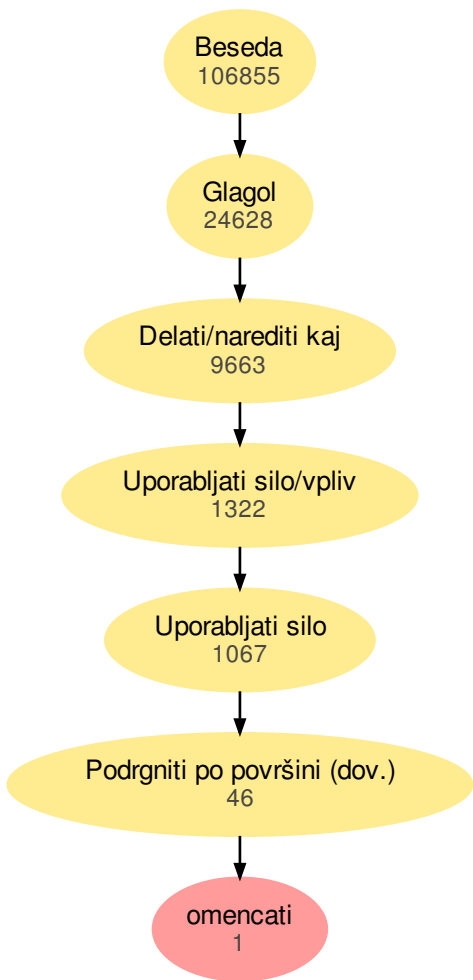 Beseda
106855
Glagol
24628
Delati/narediti kaj
9663
Uporabljati silo/vpliv
1322
Uporabljati silo
1067
Podrgniti po površini (dov.)
46
omencati
1